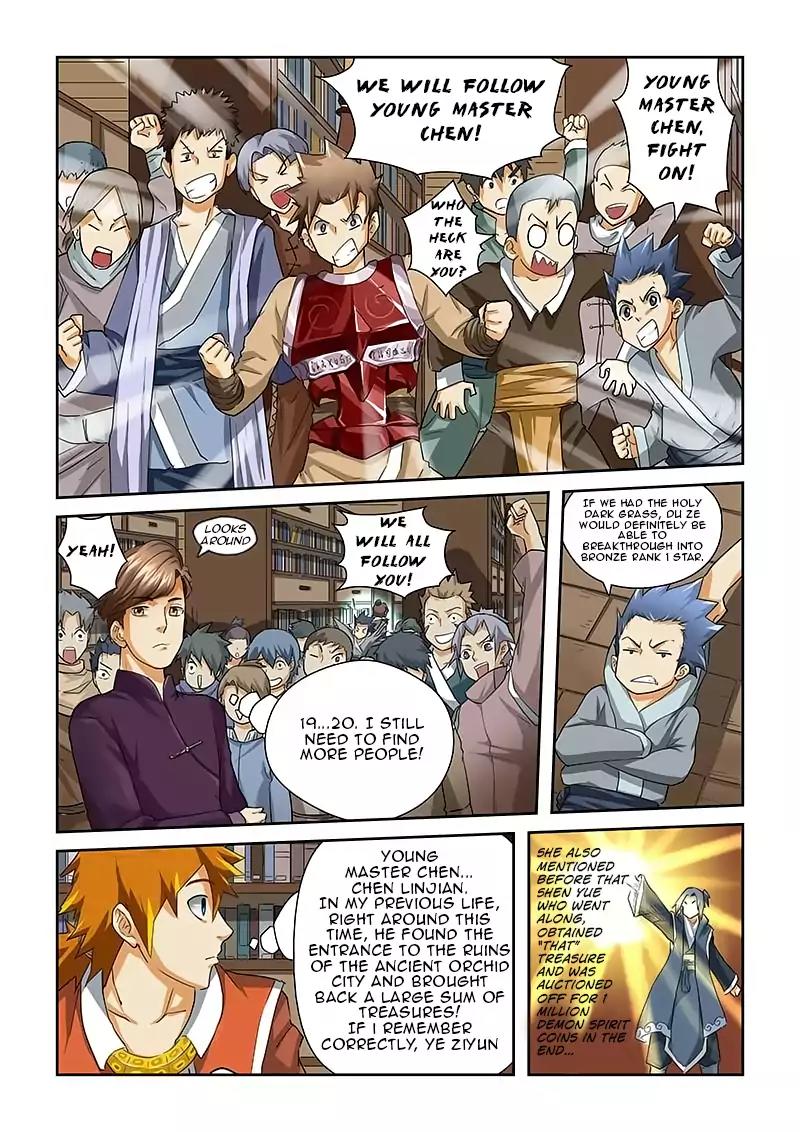 WE WILL FOLLOW
YOUNG MASTER
CHEN!
YOUNG
MASTER
CHEN,
FIGHT
ON!
WHO
THE
HECK
ARE
YOU?
YEAH!
LOOKS
AROUND
WE
WILL ALL
FOLLOW
YOU!
19...20. I STILL
NEED TO FIND
MORE PEOPLE!
IF WE HAD THE HOLY
DARK GRASS, DU ZE
WOULD DEFINITELY BE
ABLE TO
BREAKTHROUGH INTO
BRONZE RANK 1 STAR.
YOUNG
MASTER CHEN...
CHEN LINJIAN.
IN MY PREVIOUS LIFE,
RIGHT AROUND THIS
TIME, HE FOUND THE
ENTRANCE TO THE RUINS
OF THE ANCIENT ORCHID
CITY AND BROUGHT
BACK A LARGE SUM OF
TREASURES!
IF I REMEMBER
CORRECTLY, YE ZIYUN
SHE ALSO
MENTIONED
BEFORE THAT
SHEN YUE
WHO WENT
ALONG,
OBTAINED
"THAT"
TREASURE
AND WAS
AUCTIONED
OFF FOR 1
MILLION
DEMON SPIRIT
COINS IN THE
END...